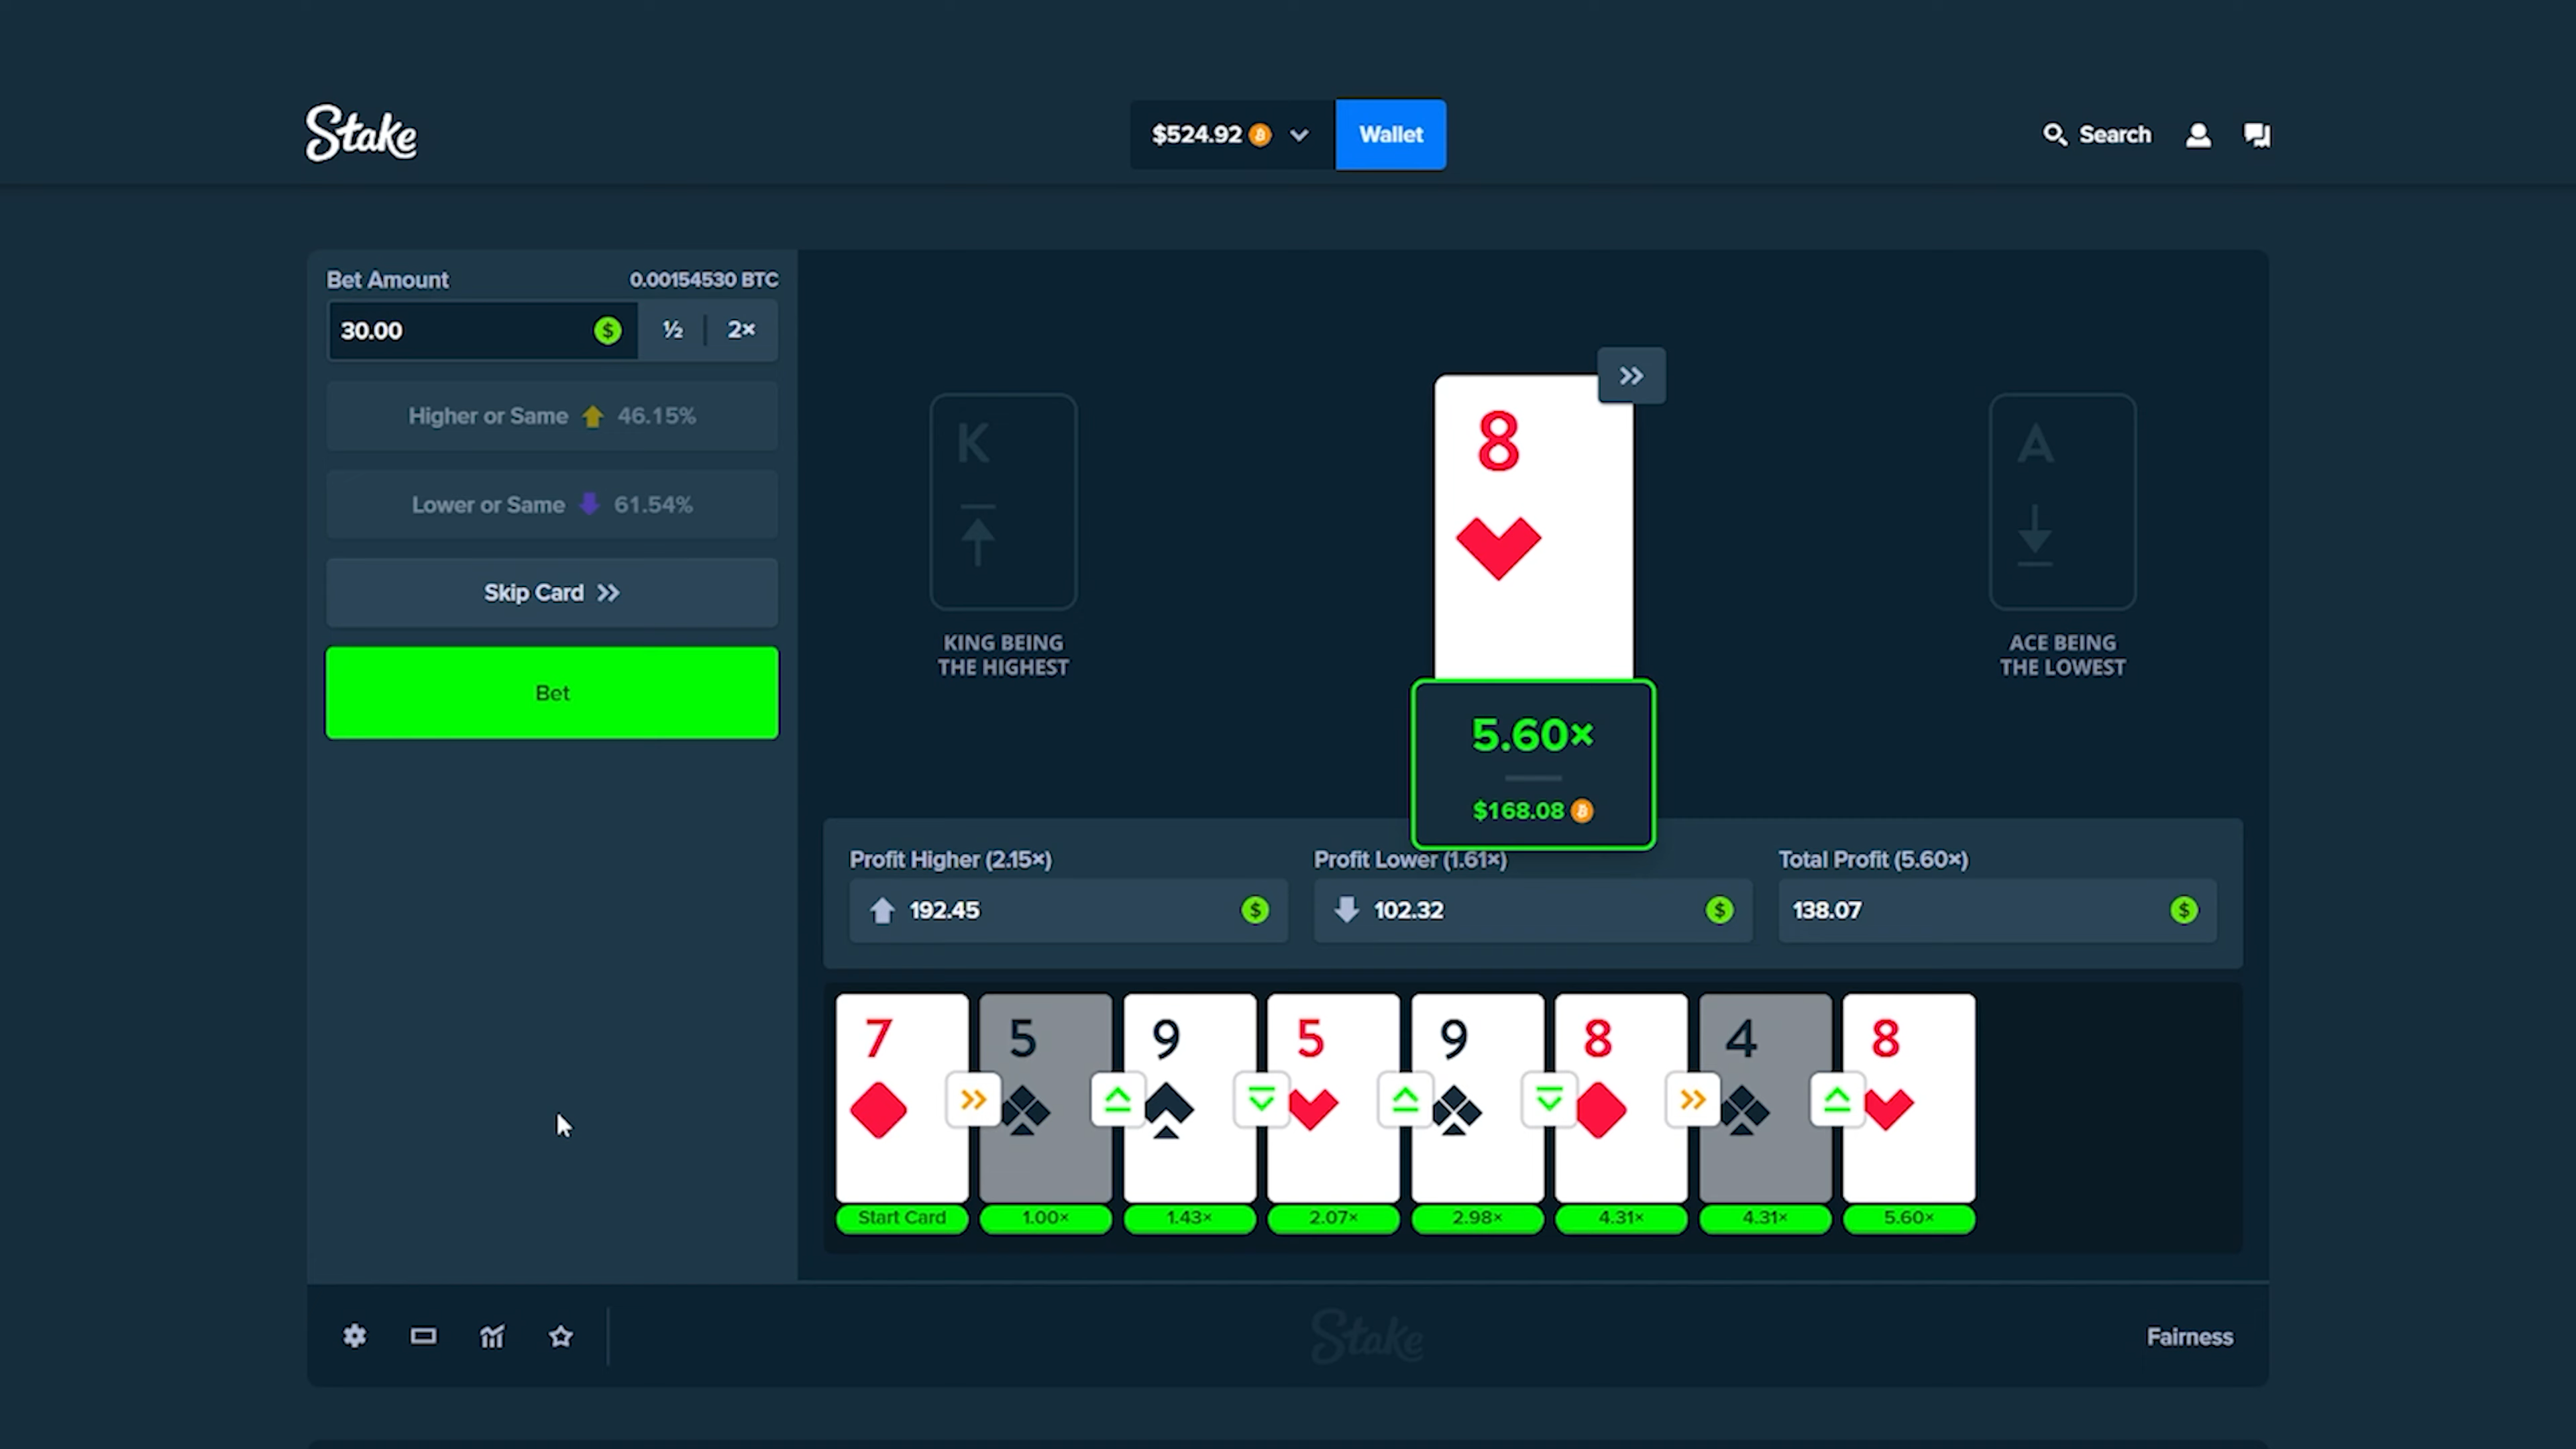 Stake
$524.92
Wallet
Search
Bet Amount
0.00154530 BTC
30.00
½
2×
Higher or Same 46.15%
Lower or Same 61.54%
Skip Card
Bet
K
KING BEING
THE HIGHEST
8
5.60×
$168.08
A
ACE BEING
THE LOWEST
Profit Higher (2.15×)
192.45
Profit Lower (1.61×)
102.32
Total Profit (5.60×)
138.07
7
5
9
5
9
8
4
8
Start Card
1.00×
1.43×
2.07×
2.98×
4.31×
4.31×
5.60×
Stake
Fairness